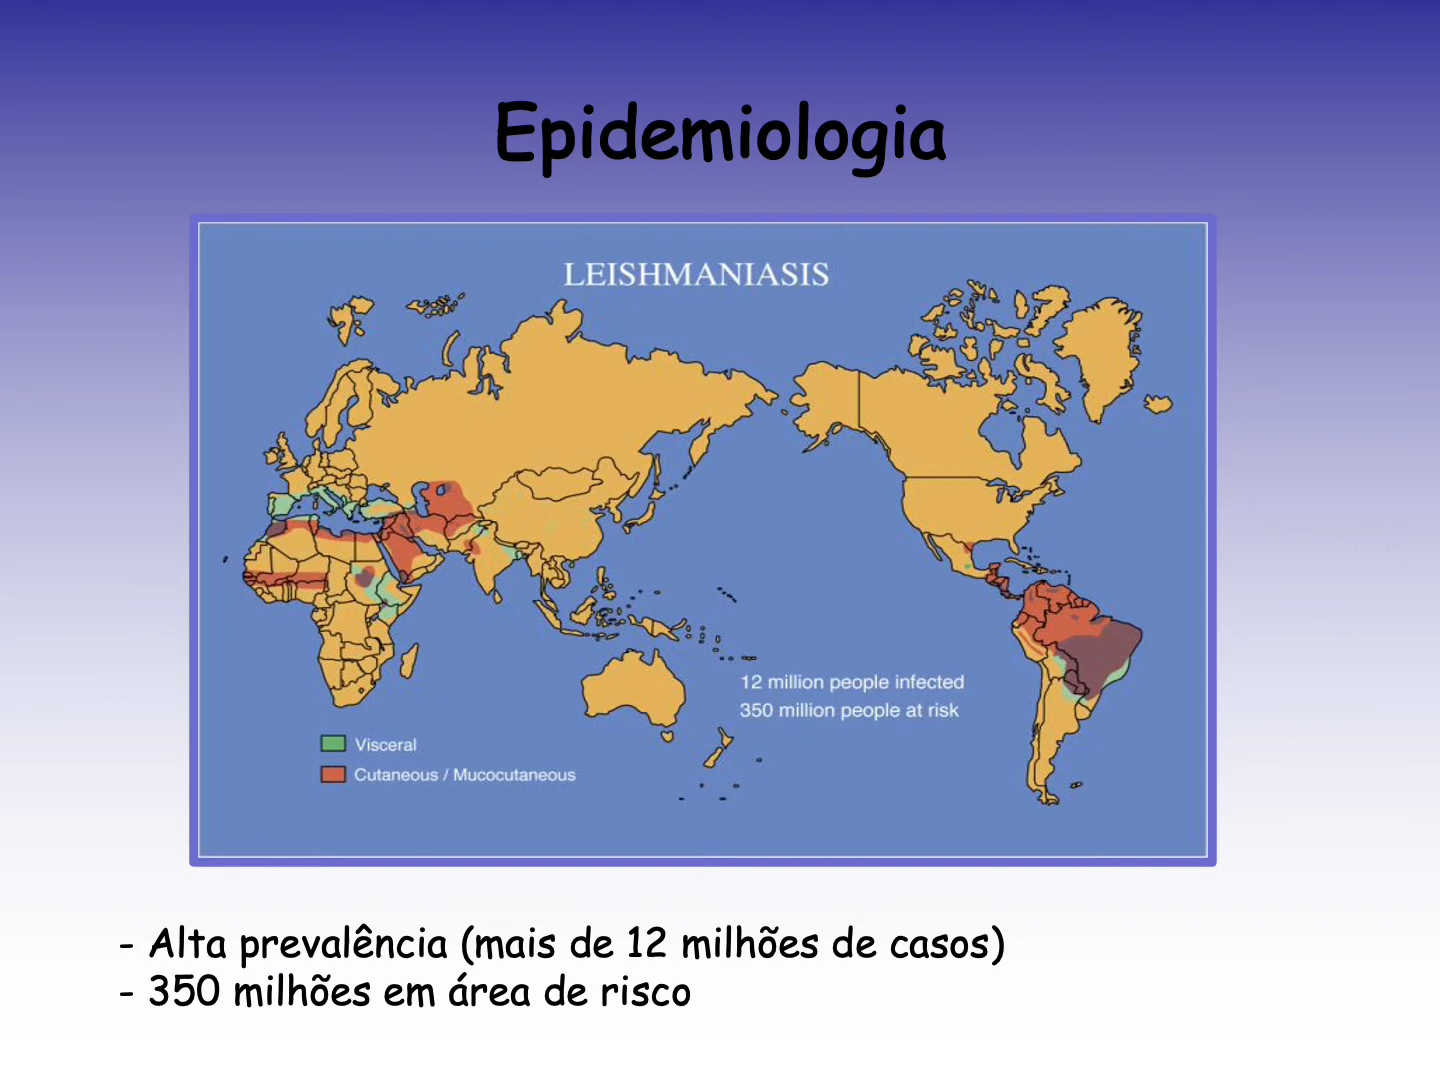 Epidemiologia
LEISHMANIASIS
12 million people infected
350 million people at risk
Visceral
Cutaneous / Mucocutaneous
- Alta prevalência (mais de 12 milhões de casos)
- 350 milhões em área de risco